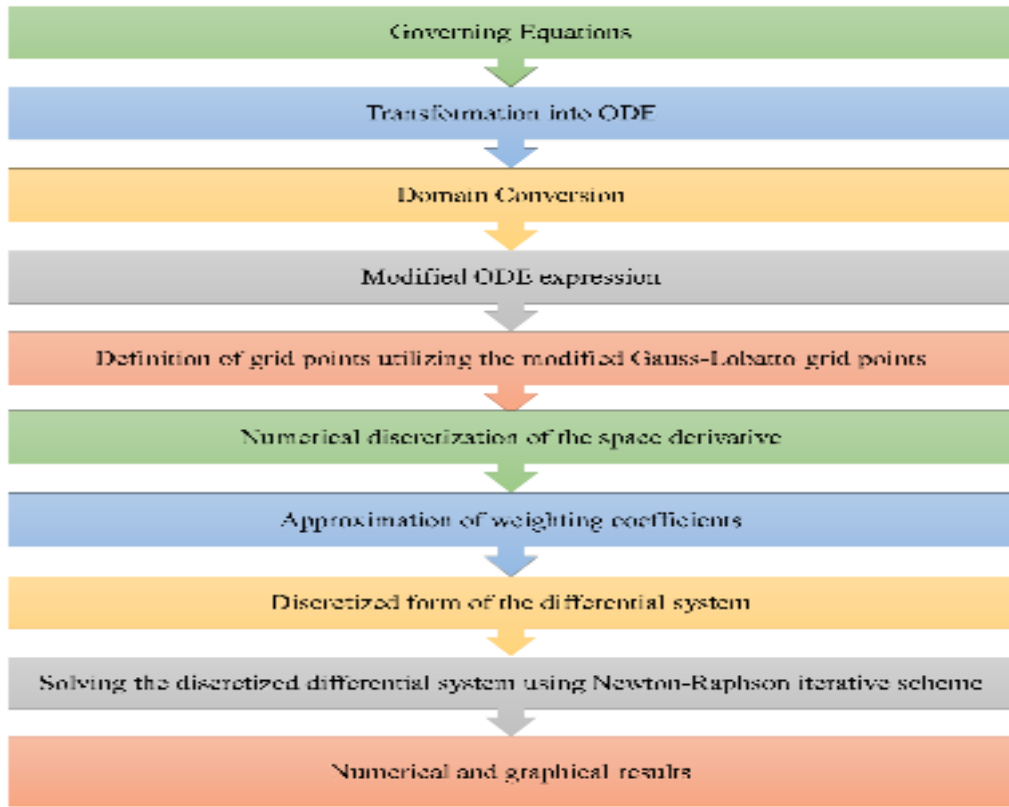 Governing Equations
Transformation into ODE
Domain Conversion
Modified ODE expression
Definition of grid points utilizing the modified Gauss-Lobatto grid points
Numerical discretization of the space derivative
Approximation of weighting coefficients
Discretized form of the differential system
Solving the discretized differential system using Newton-Raphson iterative scheme
Numerical and graphical results